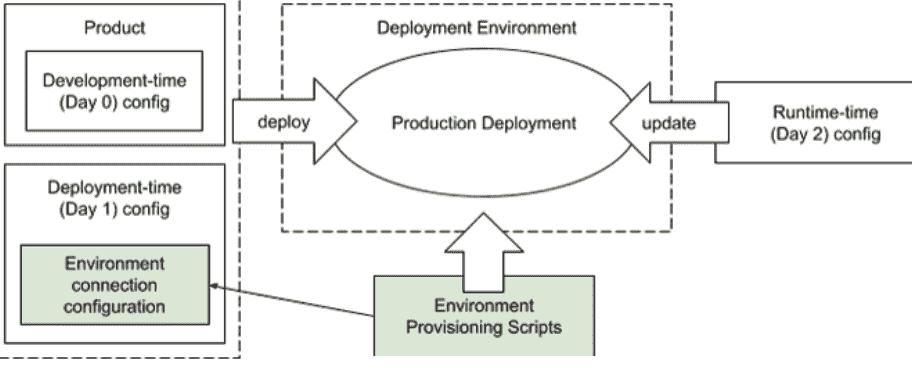 Product
Development-time
(Day 0) config
Deployment-time
(Day 1) config
Environment
connection
configuration
deploy
Deployment Environment
Production Deployment
update
Runtime-time
(Day 2) config
Environment
Provisioning Scripts